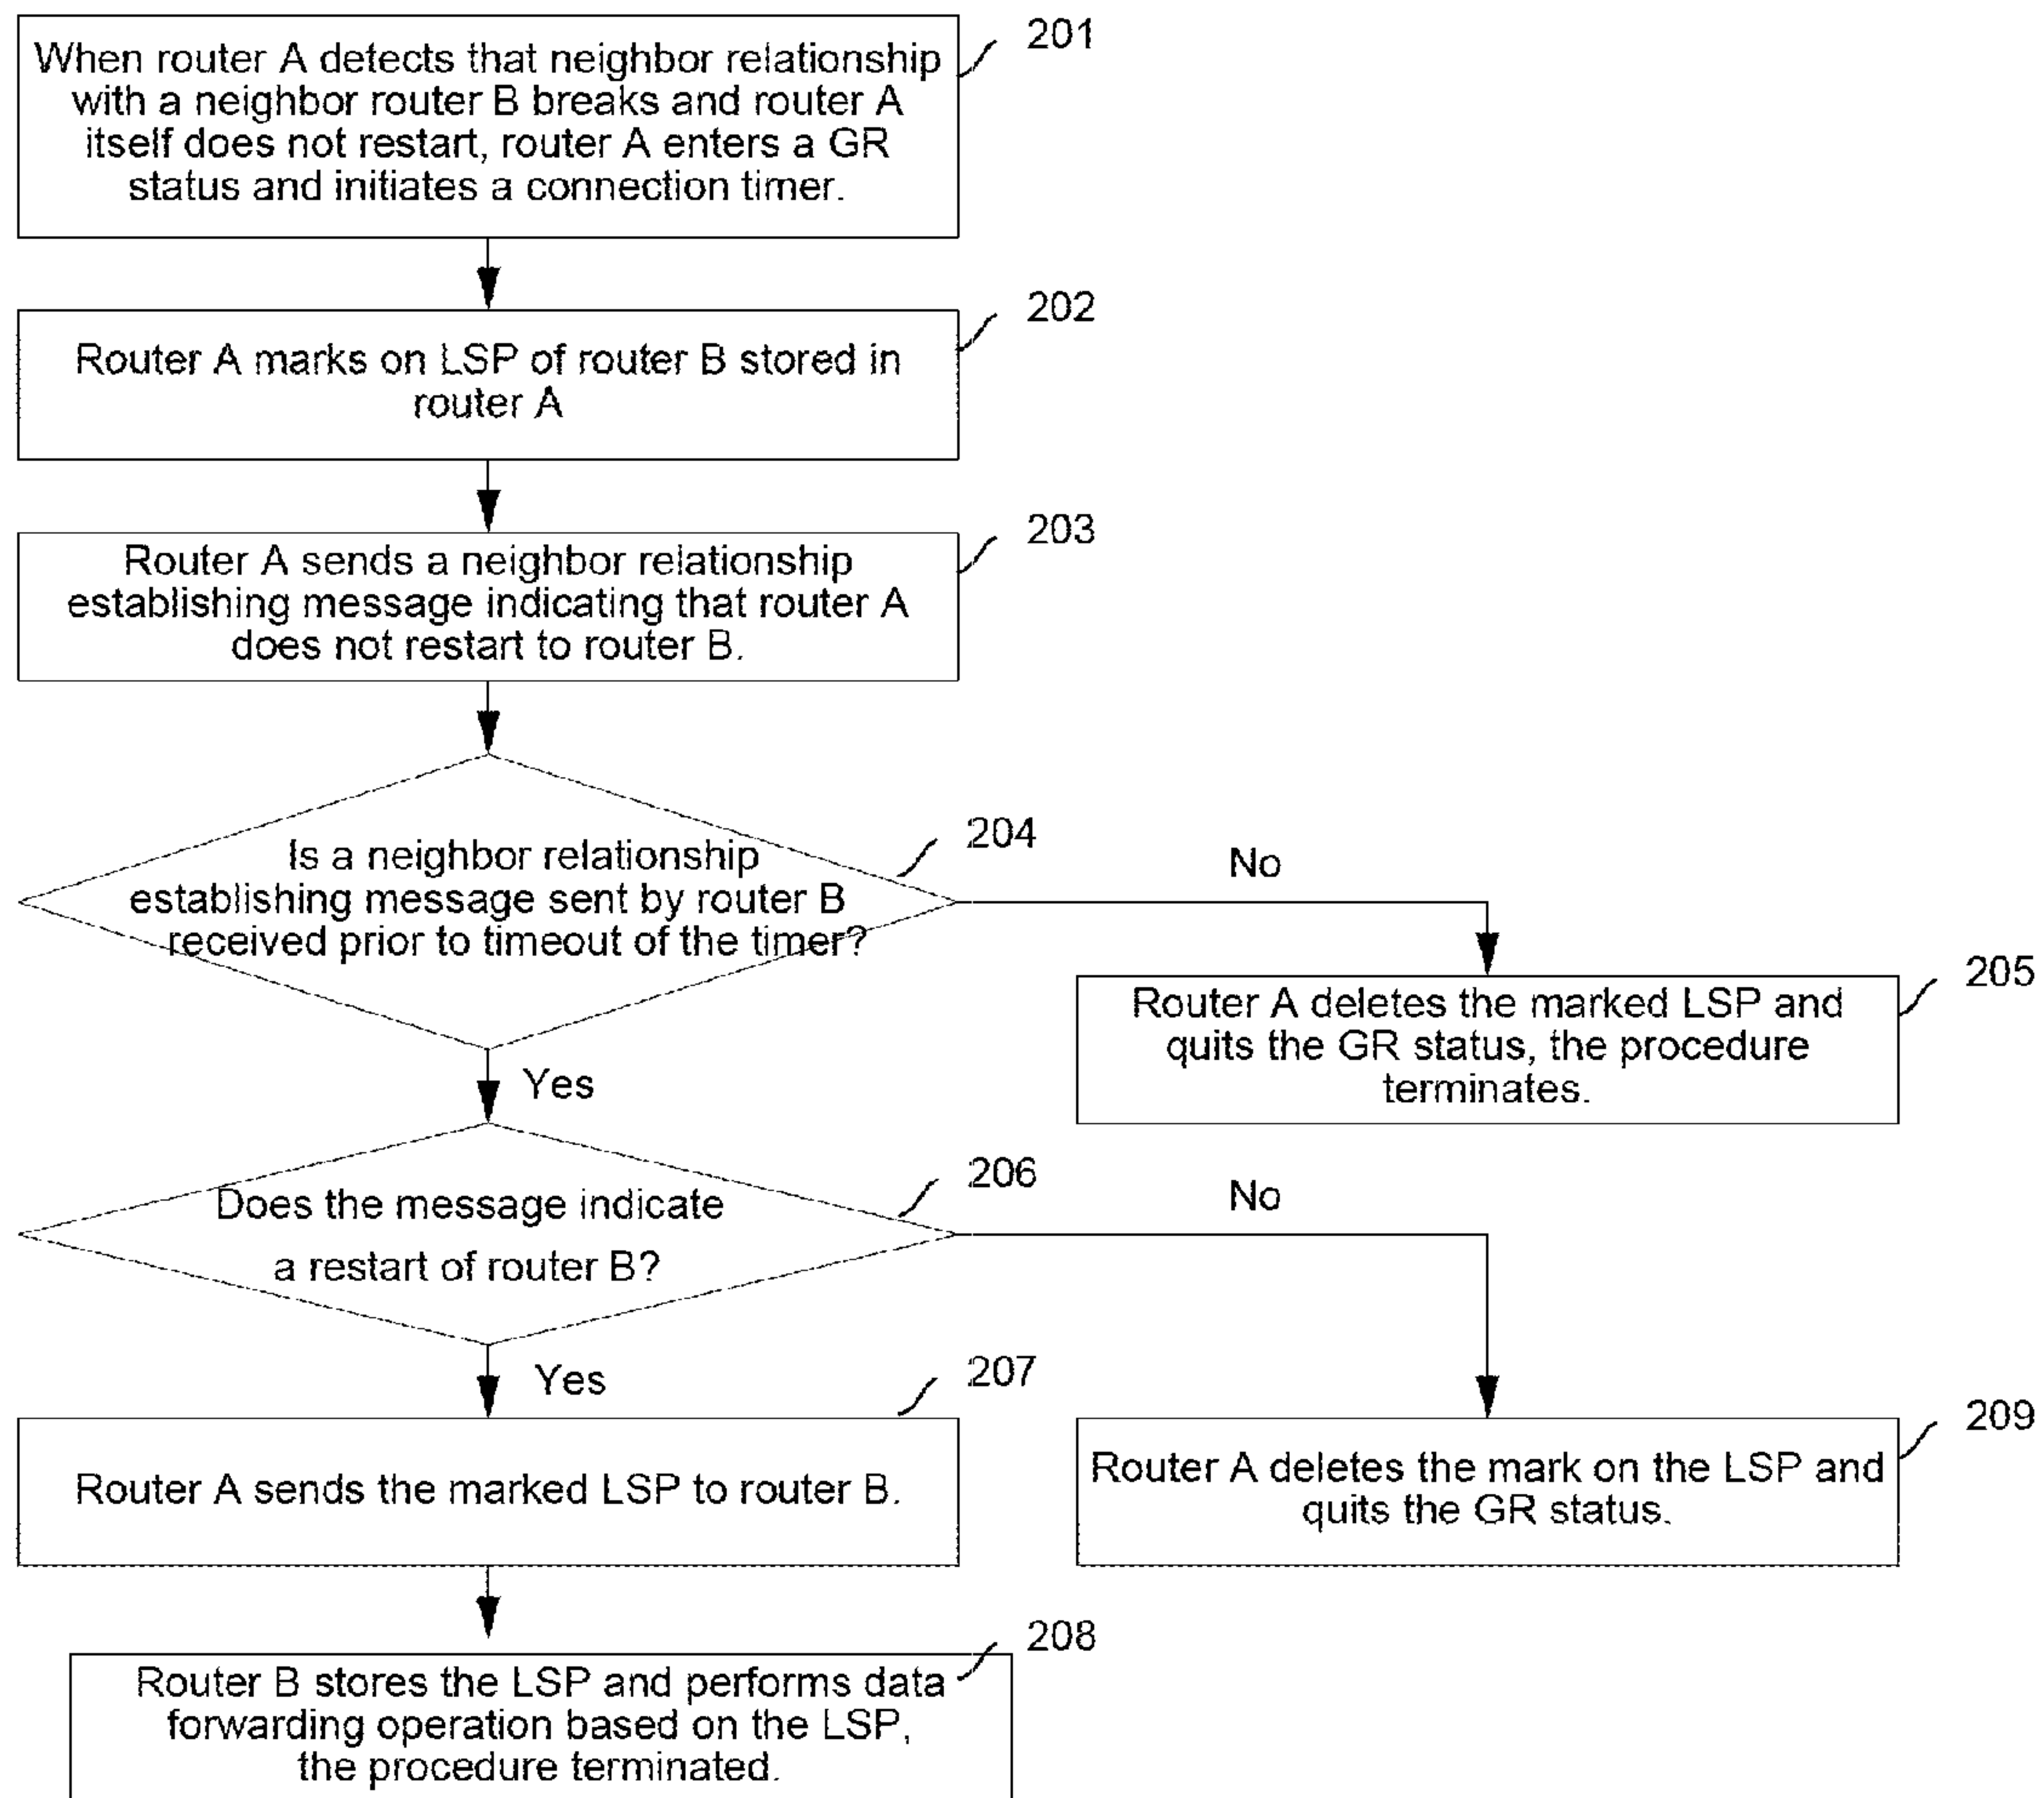 When router A detects that neighbor relationship
with a neighbor router B breaks and router A
itself does not restart, router A enters a GR
status and initiates a connection timer.
201
Router A marks on LSP of router B stored in
router A
202
Router A sends a neighbor relationship
establishing message indicating that router A
does not restart to router B.
203
Is a neighbor relationship
establishing message sent by router B
received prior to timeout of the timer?
204
No
Router A deletes the marked LSP and
quits the GR status, the procedure
terminates.
205
Yes
Does the message indicate
a restart of router B?
206
No
Yes
207
Router A sends the marked LSP to router B.
Router A deletes the mark on the LSP and
quits the GR status.
209
208
Router B stores the LSP and performs data
forwarding operation based on the LSP,
the procedure terminated.